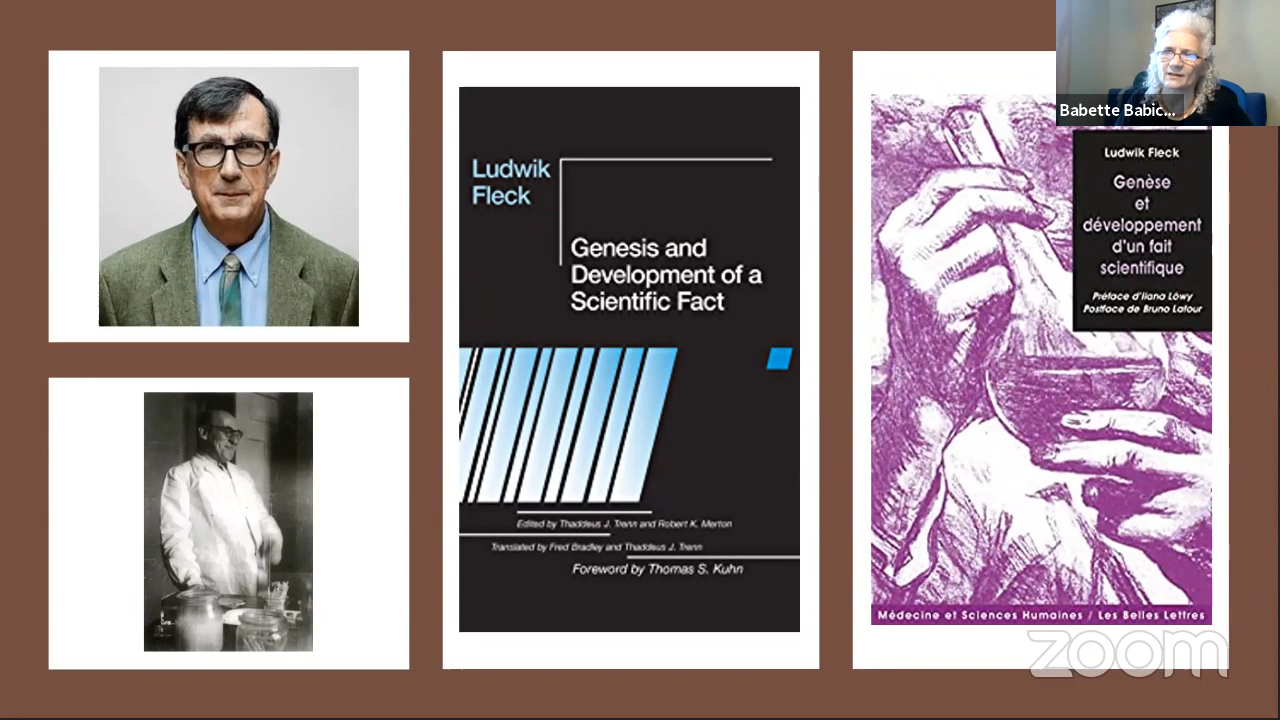 Babette Babic...
Ludwik
Fleck
Genesis and
Development of a
Scientific Fact
Edited by Thaddeus J. Trenn and Robert K. Merton
Translated by Fred Bradley and Thaddeus J. Trenn
Foreword by Thomas S. Kuhn
Ludwik Fleck
Genèse
et
développement
d'un fait
scientifique
Préface d'Ilana Löwy
Postface de Bruno Latour
Médecine et Sciences Humaines / Les Belles Lettres
zoom